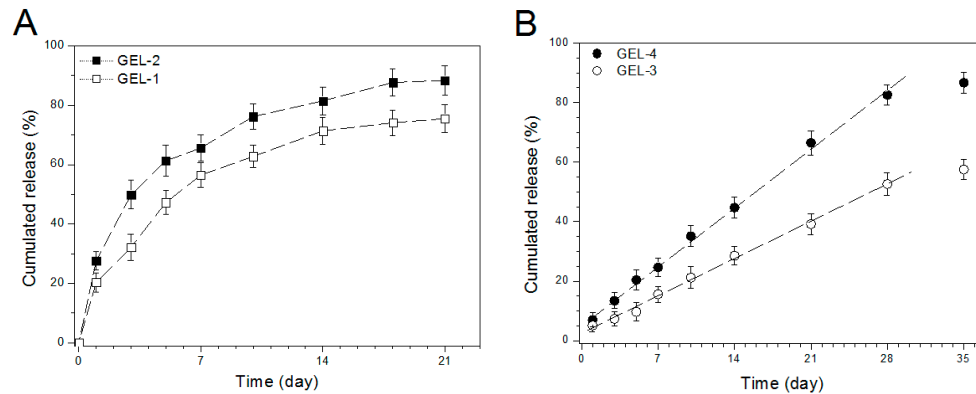 A
GEL-2
GEL-1
100
80
60
40
20
0
Cumulated release (%)
0 7 14 21
Time (day)
B
GEL-4
GEL-3
100
80
60
40
20
0
Cumulated release (%)
7 14 21 28 35
Time (day)